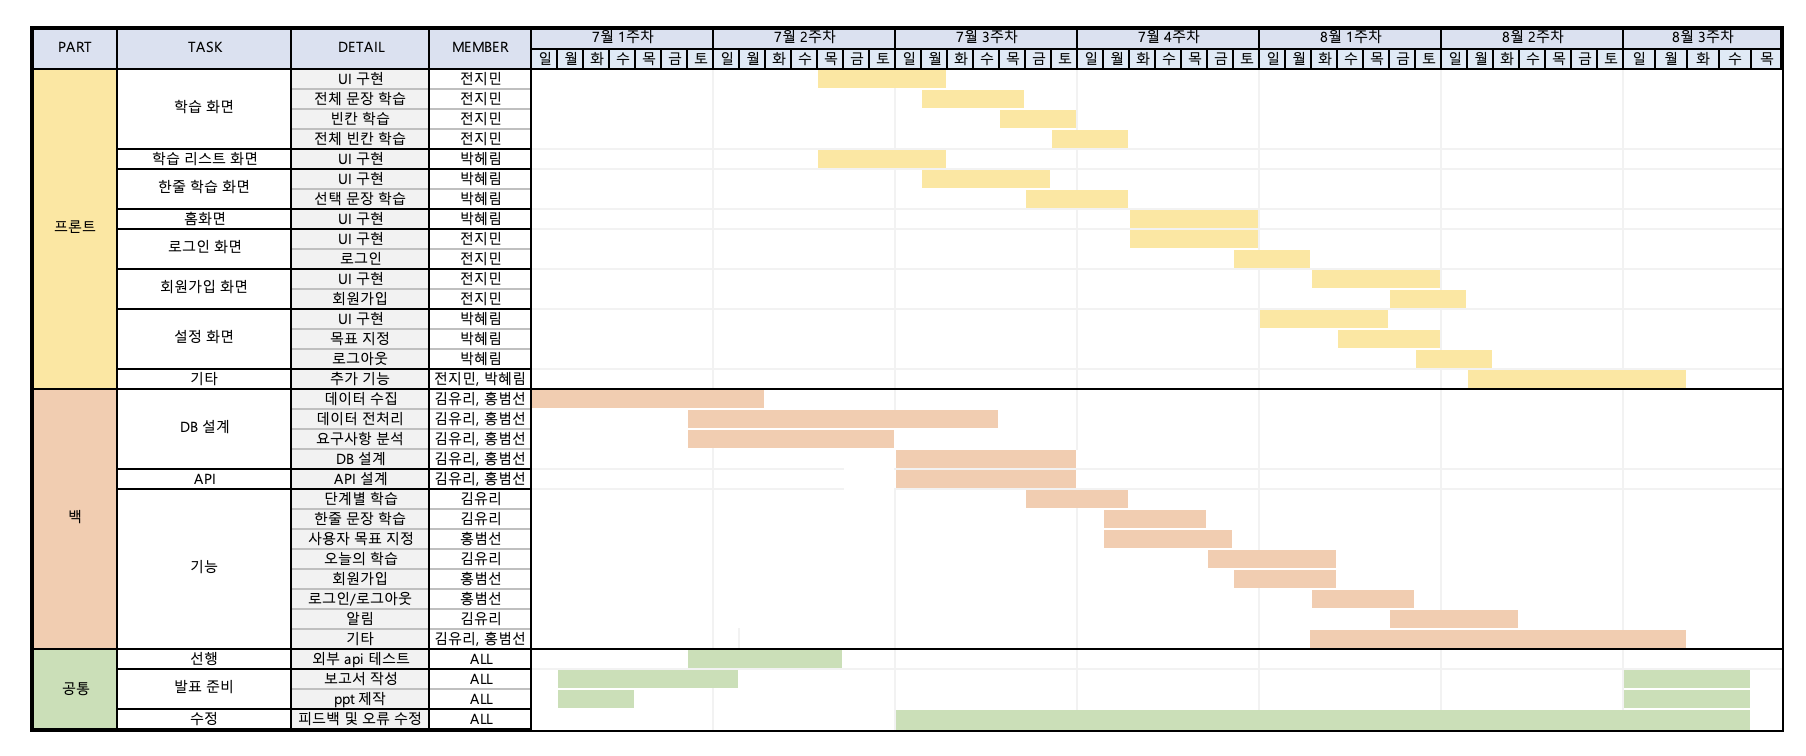 PART TASK DETAIL MEMBER 7월 1주차 7월 2주차 7월 3주차 7월 4주차 8월 1주차 8월 2주차 8월 3주차
일 월 화 수 목 금 토 일 월 화 수 목 금 토 일 월 화 수 목 금 토 일 월 화 수 목 금 토 일 월 화 수 목 금 토 일 월 화 수 목 금 토 일 월 화 수 목
프론트
학습 화면
UI 구현 전지민
전체 문장 학습 전지민
빈칸 학습 전지민
전체 빈칸 학습 전지민
학습 리스트 화면 UI 구현 박혜림
한줄 학습 화면
UI 구현 박혜림
선택 문장 학습 박혜림
홈화면 UI 구현 박혜림
로그인 화면
UI 구현 전지민
로그인 전지민
회원가입 화면
UI 구현 전지민
회원가입 전지민
설정 화면
UI 구현 박혜림
목표 지정 박혜림
로그아웃 박혜림
기타 추가 기능 전지민, 박혜림
백
DB 설계
데이터 수집 김유리, 홍범선
데이터 전처리 김유리, 홍범선
요구사항 분석 김유리, 홍범선
DB 설계 김유리, 홍범선
API API 설계 김유리, 홍범선
기능
단계별 학습 김유리
한줄 문장 학습 김유리
사용자 목표 지정 홍범선
오늘의 학습 김유리
회원가입 홍범선
로그인/로그아웃 홍범선
알림 김유리
기타 김유리, 홍범선
공통
선행 외부 api 테스트 ALL
발표 준비
보고서 작성 ALL
ppt 제작 ALL
수정 피드백 및 오류 수정 ALL